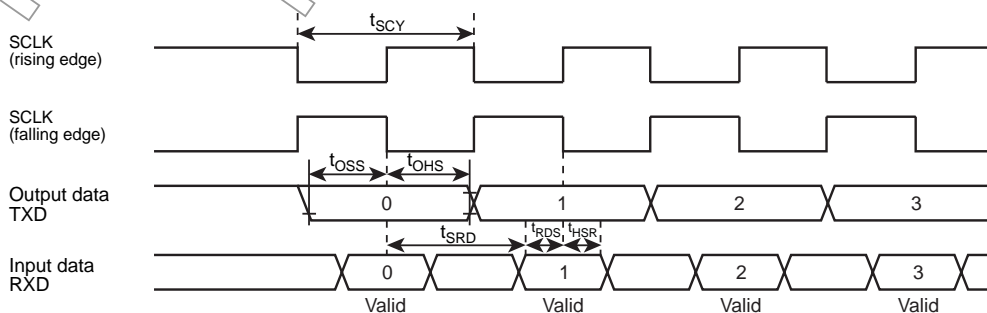 tSCY
SCLK
(rising edge)
SCLK
(falling edge)
tOSS tOHS
Output data
TXD
0 1 2 3
tSRD tRDS tHSR
Input data
RXD
0 1 2 3
Valid Valid Valid Valid